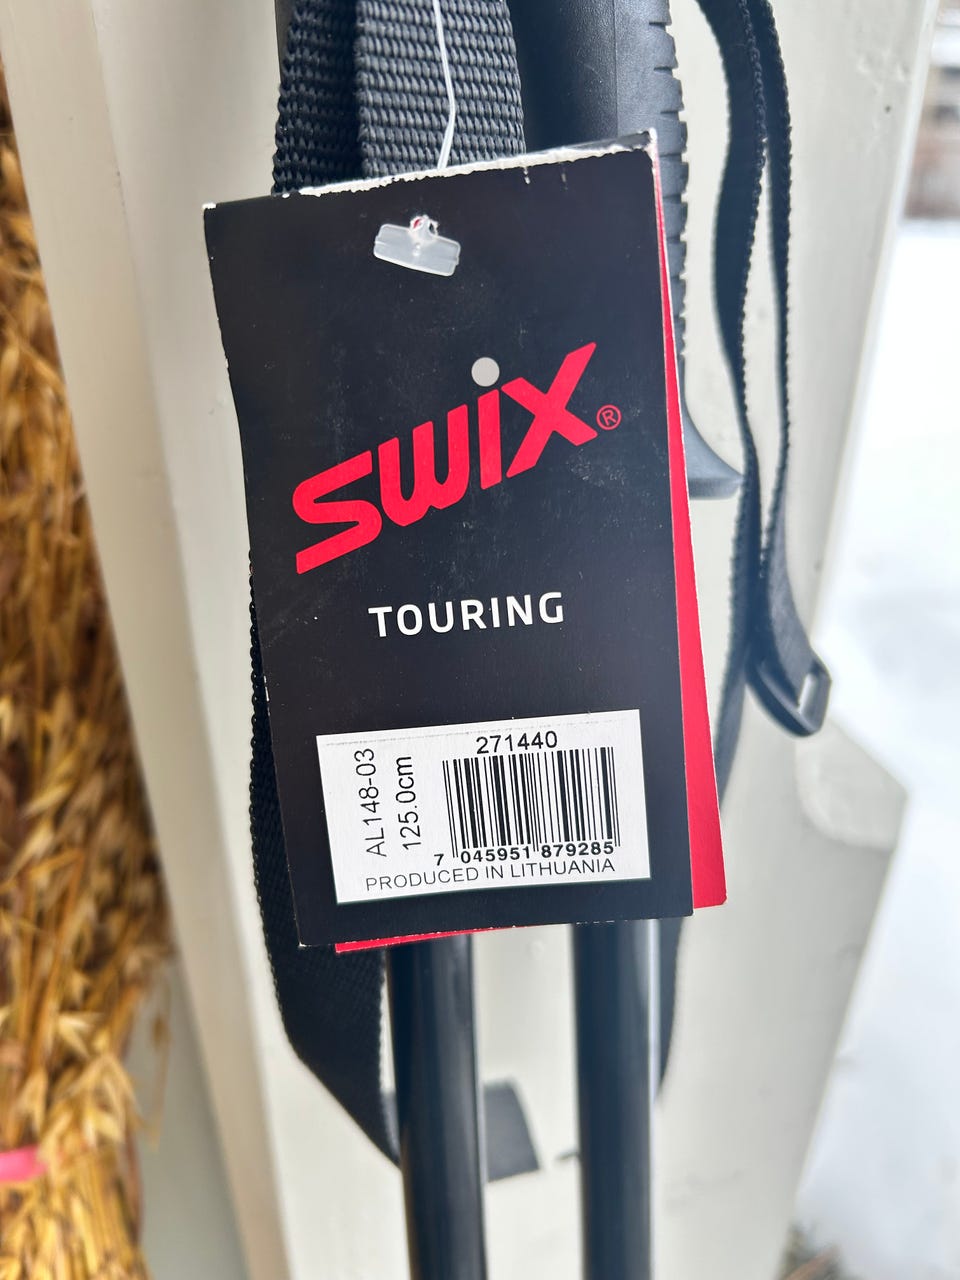 SWix®
TOURING
271440
AL148-03
125.0cm
7 045951 879285
PRODUCED IN LITHUANIA